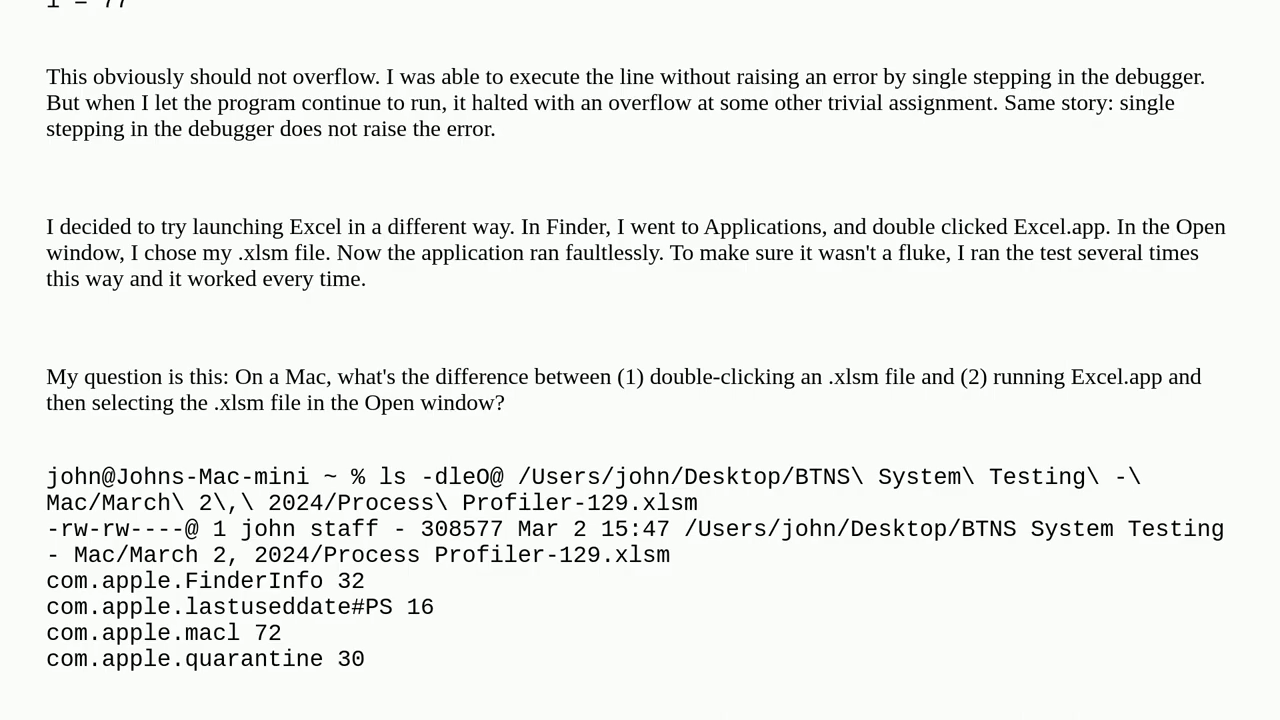 i = 77
This obviously should not overflow. I was able to execute the line without raising an error by single stepping in the debugger.
But when I let the program continue to run, it halted with an overflow at some other trivial assignment. Same story: single
stepping in the debugger does not raise the error.
I decided to try launching Excel in a different way. In Finder, I went to Applications, and double clicked Excel.app. In the Open
window, I chose my .xlsm file. Now the application ran faultlessly. To make sure it wasn't a fluke, I ran the test several times
this way and it worked every time.
My question is this: On a Mac, what's the difference between (1) double-clicking an .xlsm file and (2) running Excel.app and
then selecting the .xlsm file in the Open window?
john@Johns-Mac-mini ~ % ls -dleO@ /Users/john/Desktop/BTNS\ System\ Testing\ -\
Mac/March\ 2\,\ 2024/Process\ Profiler-129.xlsm
-rw-rw----@ 1 john staff - 308577 Mar 2 15:47 /Users/john/Desktop/BTNS System Testing
- Mac/March 2, 2024/Process Profiler-129.xlsm
com.apple.FinderInfo 32
com.apple.lastuseddate#PS 16
com.apple.macl 72
com.apple.quarantine 30